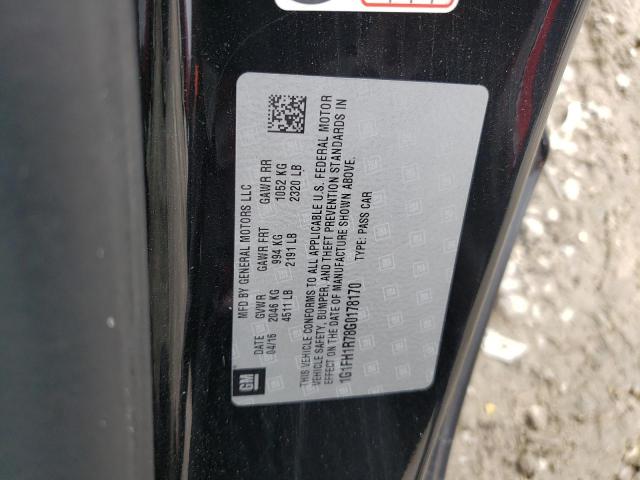 MFD BY GENERAL MOTORS LLC
DATE GVWR GAWR FRT GAWR RR
04/16 2046 KG 994 KG 1052 KG
4511 LB 2191 LB 2320 LB
THIS VEHICLE CONFORMS TO ALL APPLICABLE U.S. FEDERAL MOTOR
VEHICLE SAFETY, BUMPER, AND THEFT PREVENTION STANDARDS IN
EFFECT ON THE DATE OF MANUFACTURE SHOWN ABOVE.
1G1FH1R78G0178170 TYPE: PASS CAR
GM